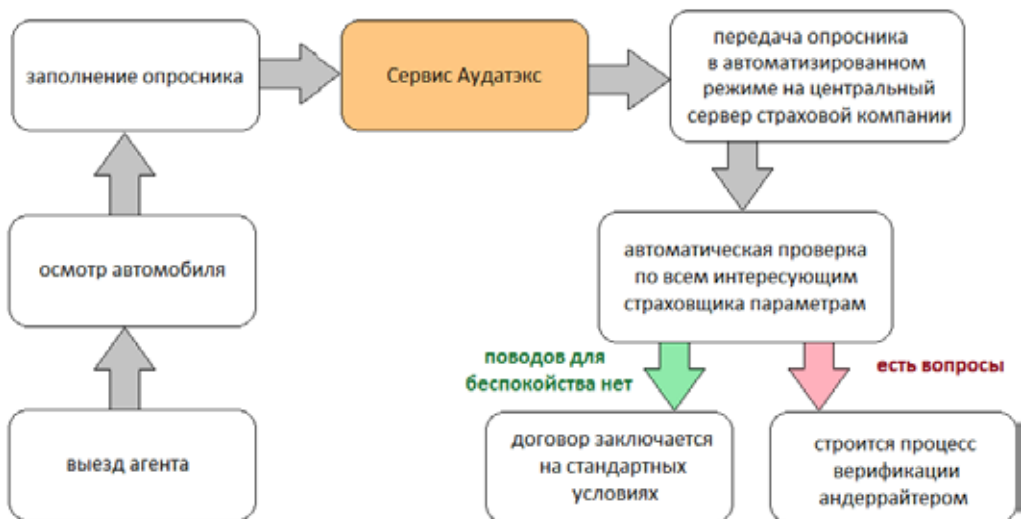 заполнение опросника
Сервис Аудатэкс
передача опросника
в автоматизированном
режиме на центральный
сервер страховой компании
осмотр автомобиля
автоматическая проверка
по всем интересующим
страховщика параметрам
поводов для
беспокойства нет
есть вопросы
выезд агента
договор заключается
на стандартных
условиях
строится процесс
верификации
андеррайтером